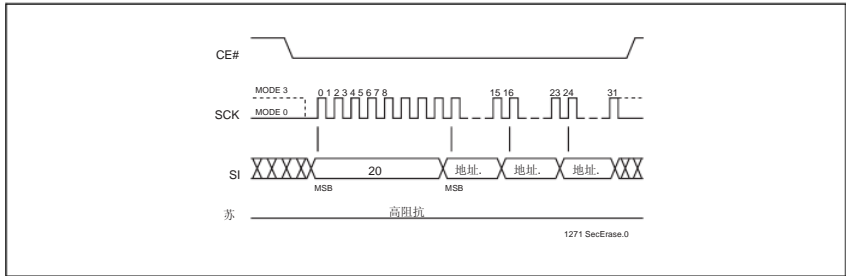 CE#
MODE 3
0 1 2 3 4 5 6 7 8
15 16
23 24
31
SCK
MODE 0
SI
20
地址.
地址.
地址.
MSB
MSB
苏
高阻抗
1271 SecErase.0